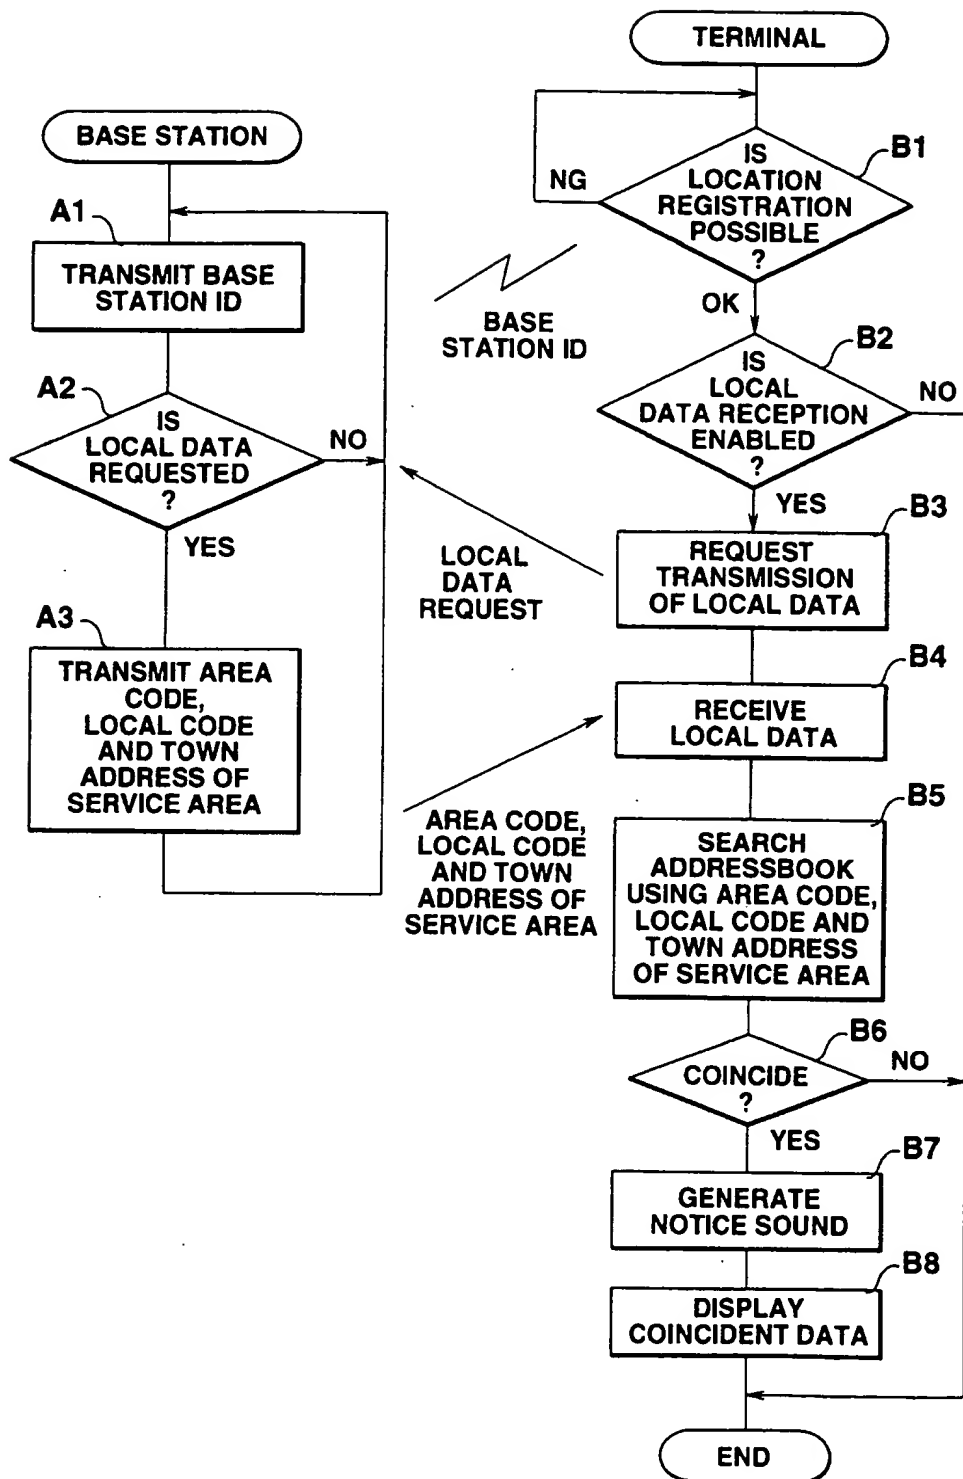 BASE STATION
A1
TRANSMIT BASE
STATION ID
A2
IS
LOCAL DATA
REQUESTED
?
NO
YES
A3
TRANSMIT AREA
CODE,
LOCAL CODE
AND TOWN
ADDRESS OF
SERVICE AREA
BASE
STATION ID
LOCAL
DATA
REQUEST
AREA CODE,
LOCAL CODE
AND TOWN
ADDRESS OF
SERVICE AREA
TERMINAL
B1
IS
LOCATION
REGISTRATION
POSSIBLE
?
NG
OK
B2
IS
LOCAL
DATA RECEPTION
ENABLED
?
NO
YES
B3
REQUEST
TRANSMISSION
OF LOCAL DATA
B4
RECEIVE
LOCAL DATA
B5
SEARCH
ADDRESSBOOK
USING AREA CODE,
LOCAL CODE AND
TOWN ADDRESS
OF SERVICE AREA
B6
COINCIDE
?
NO
YES
B7
GENERATE
NOTICE SOUND
B8
DISPLAY
COINCIDENT DATA
END